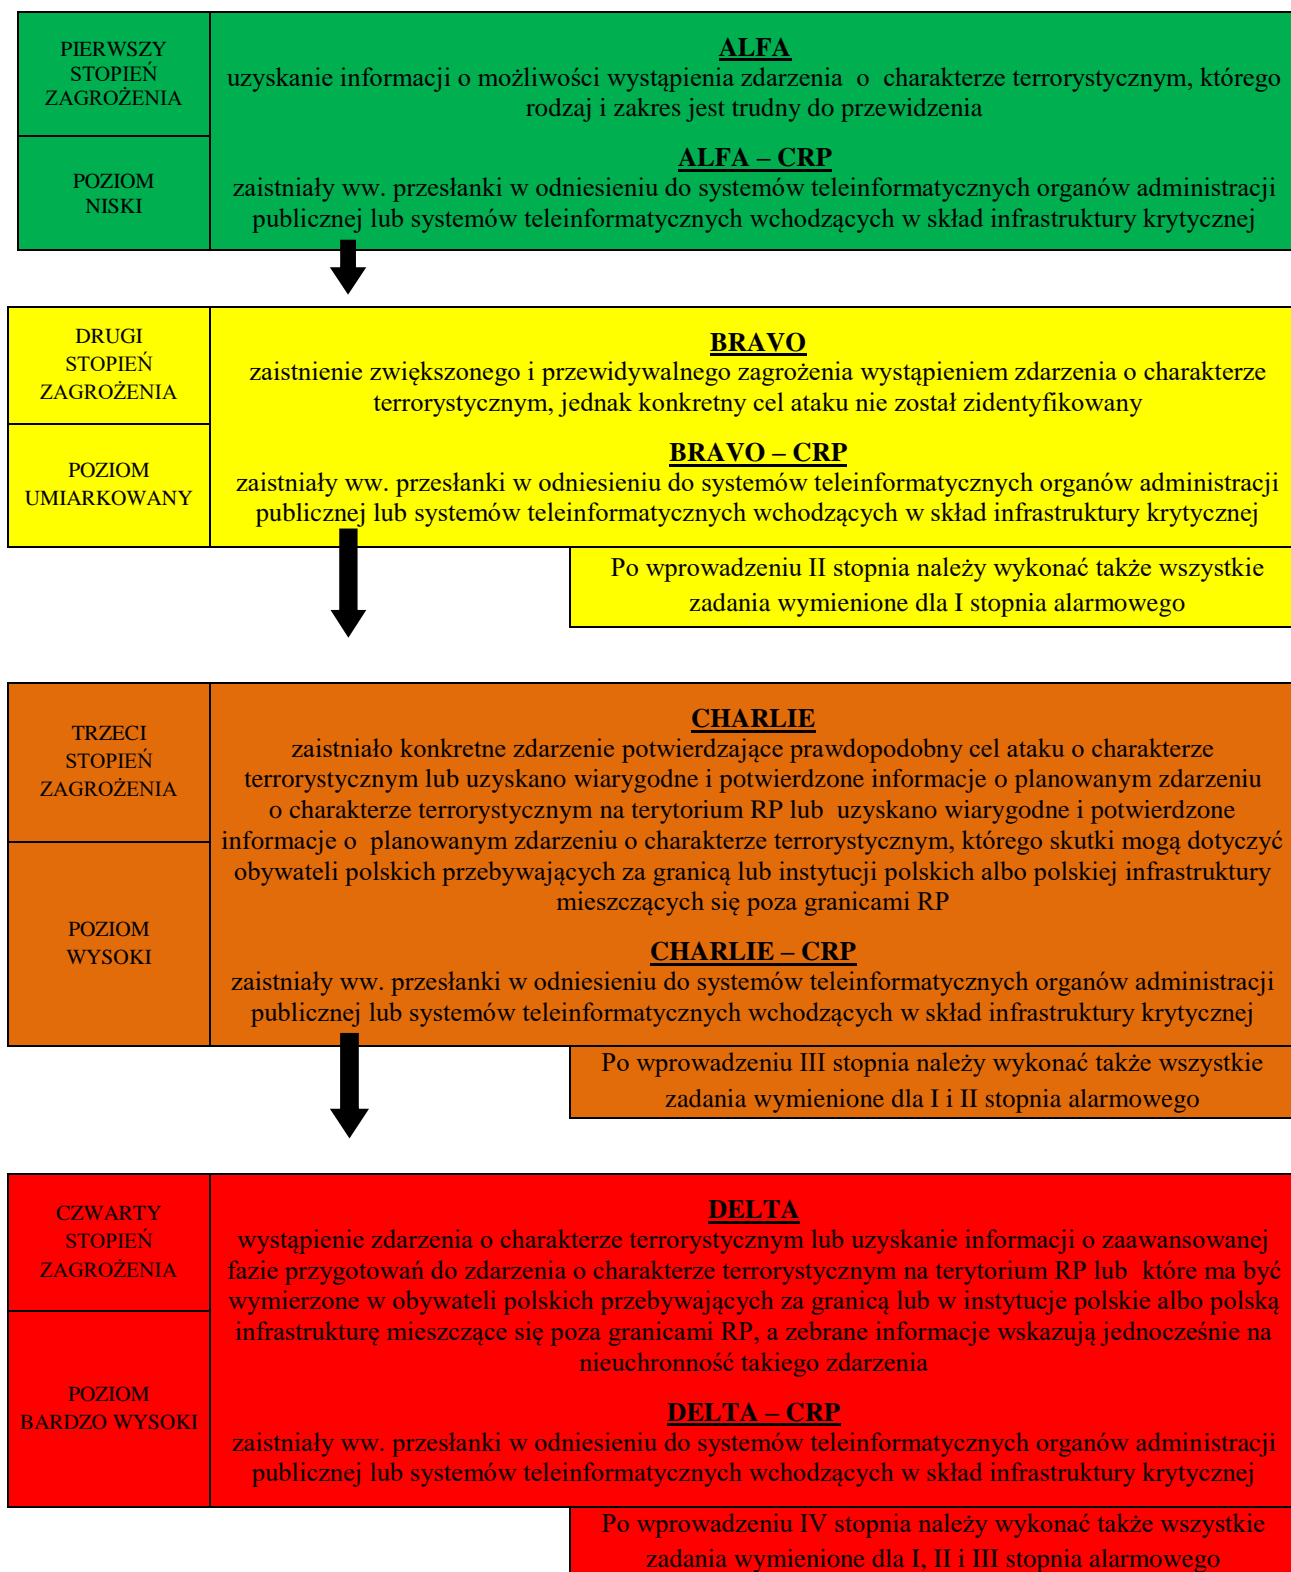 PIERWSZY
STOPIEŃ
ZAGROŻENIA
POZIOM
NISKI
ALFA
uzyskanie informacji o możliwości wystąpienia zdarzenia o charakterze terrorystycznym, którego
rodzaj i zakres jest trudny do przewidzenia
ALFA – CRP
zaistniały ww. przesłanki w odniesieniu do systemów teleinformatycznych organów administracji
publicznej lub systemów teleinformatycznych wchodzących w skład infrastruktury krytycznej
DRUGI
STOPIEŃ
ZAGROŻENIA
POZIOM
UMIARKOWANY
BRAVO
zaistnienie zwiększonego i przewidywalnego zagrożenia wystąpieniem zdarzenia o charakterze
terrorystycznym, jednak konkretny cel ataku nie został zidentyfikowany
BRAVO – CRP
zaistniały ww. przesłanki w odniesieniu do systemów teleinformatycznych organów administracji
publicznej lub systemów teleinformatycznych wchodzących w skład infrastruktury krytycznej
Po wprowadzeniu II stopnia należy wykonać także wszystkie
zadania wymienione dla I stopnia alarmowego
TRZECI
STOPIEŃ
ZAGROŻENIA
POZIOM
WYSOKI
CHARLIE
zaistniało konkretne zdarzenie potwierdzające prawdopodobny cel ataku o charakterze
terrorystycznym lub uzyskano wiarygodne i potwierdzone informacje o planowanym zdarzeniu
o charakterze terrorystycznym na terytorium RP lub uzyskano wiarygodne i potwierdzone
informacje o planowanym zdarzeniu o charakterze terrorystycznym, którego skutki mogą dotyczyć
obywateli polskich przebywających za granicą lub instytucji polskich albo polskiej infrastruktury
mieszczących się poza granicami RP
CHARLIE – CRP
zaistniały ww. przesłanki w odniesieniu do systemów teleinformatycznych organów administracji
publicznej lub systemów teleinformatycznych wchodzących w skład infrastruktury krytycznej
Po wprowadzeniu III stopnia należy wykonać także wszystkie
zadania wymienione dla I i II stopnia alarmowego
CZWARTY
STOPIEŃ
ZAGROŻENIA
POZIOM
BARDZO WYSOKI
DELTA
wystąpienie zdarzenia o charakterze terrorystycznym lub uzyskanie informacji o zaawansowanej
fazie przygotowań do zdarzenia o charakterze terrorystycznym na terytorium RP lub które ma być
wymierzone w obywateli polskich przebywających za granicą lub w instytucje polskie albo polską
infrastrukturę mieszczące się poza granicami RP, a zebrane informacje wskazują jednocześnie na
nieuchronność takiego zdarzenia
DELTA – CRP
zaistniały ww. przesłanki w odniesieniu do systemów teleinformatycznych organów administracji
publicznej lub systemów teleinformatycznych wchodzących w skład infrastruktury krytycznej
Po wprowadzeniu IV stopnia należy wykonać także wszystkie
zadania wymienione dla I, II i III stopnia alarmowego